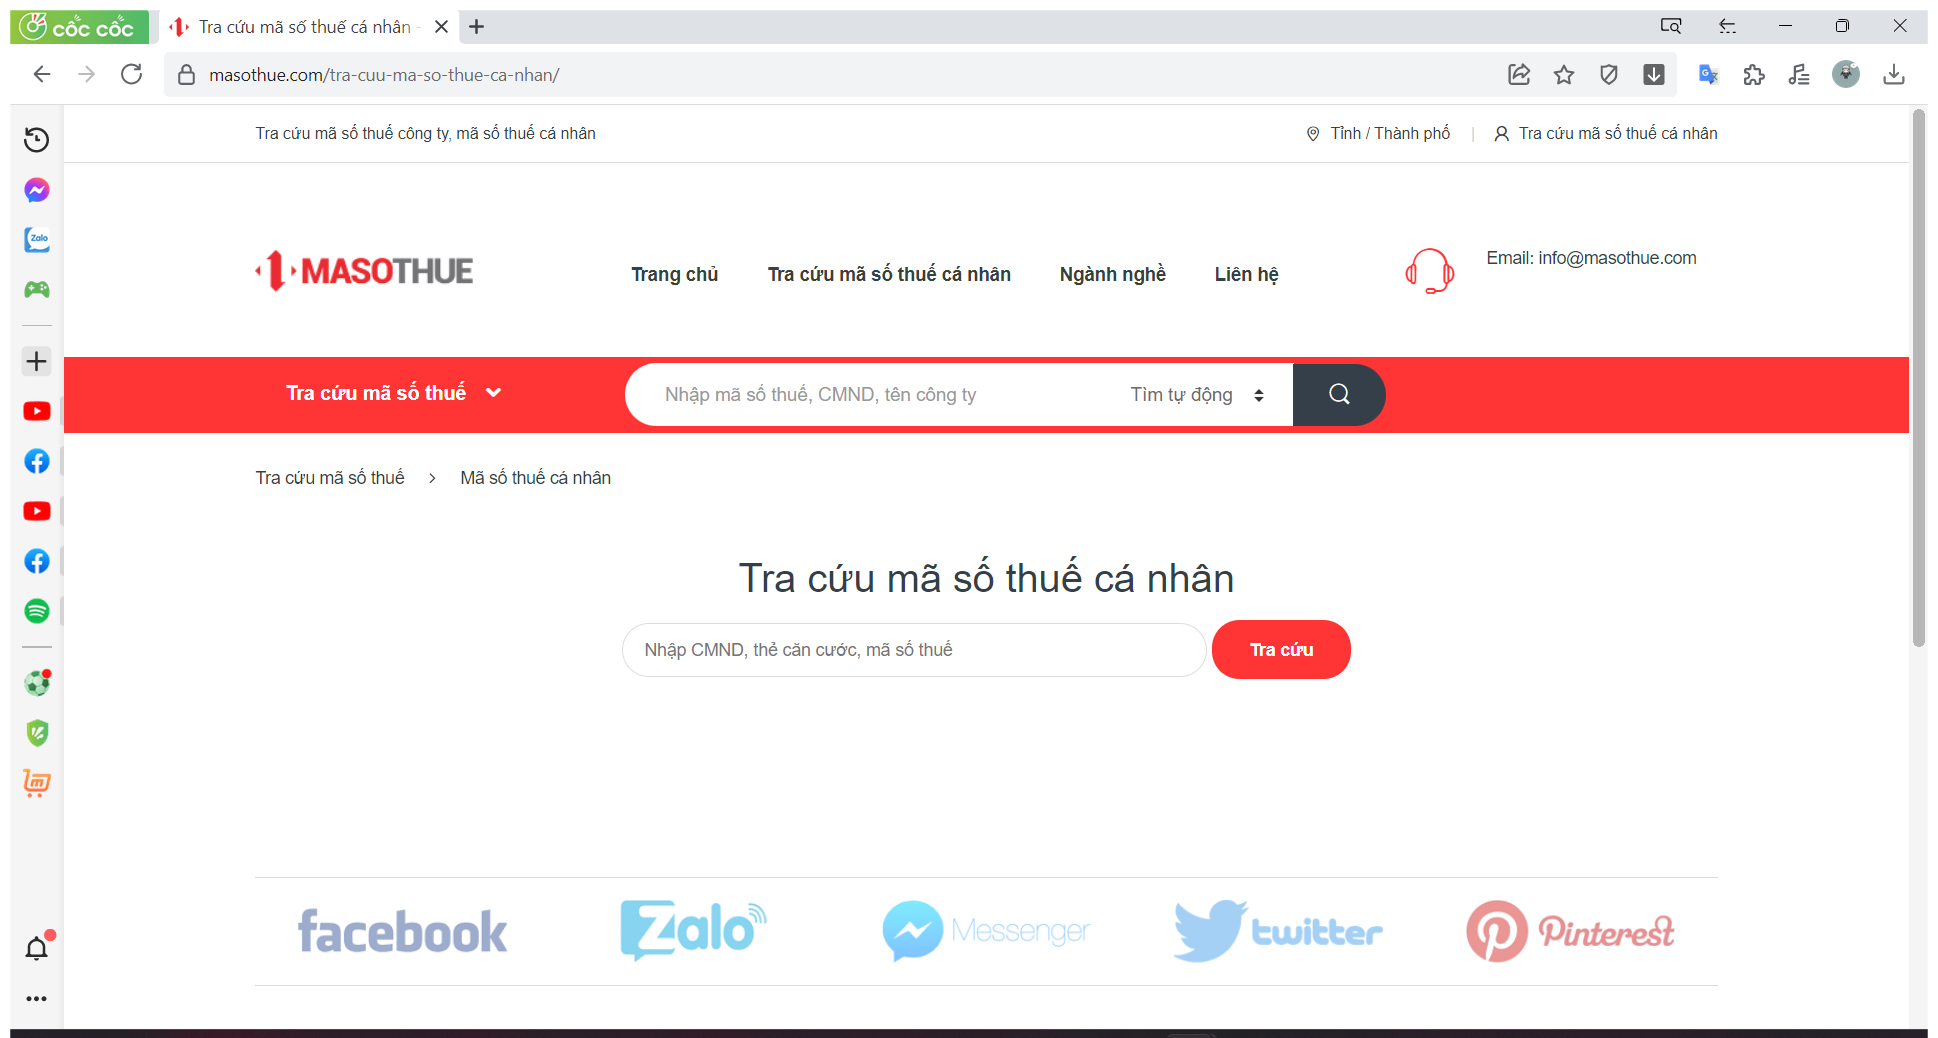 cốc cốc
Tra cứu mã số thuế cá nhân -
masothue.com/tra-cuu-ma-so-thue-ca-nhan/
Tra cứu mã số thuế công ty, mã số thuế cá nhân
Tỉnh / Thành phố | Tra cứu mã số thuế cá nhân
Zalo
MASOTHUE
Trang chủ
Tra cứu mã số thuế cá nhân
Ngành nghề
Liên hệ
Email: info@masothue.com
Tra cứu mã số thuế
Nhập mã số thuế, CMND, tên công ty
Tìm tự động
Tra cứu mã số thuế > Mã số thuế cá nhân
Tra cứu mã số thuế cá nhân
Nhập CMND, thẻ căn cước, mã số thuế
Tra cứu
facebook
Zalo
Messenger
twitter
Pinterest